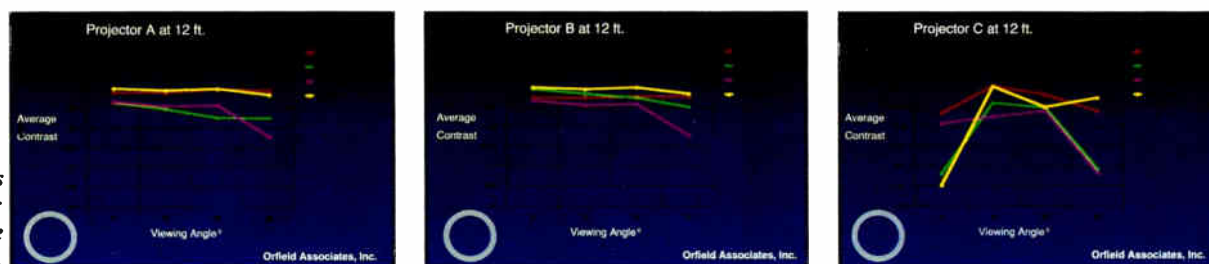 Projector A at 12 ft.
Average
Contrast
Viewing Angle°
Orfield Associates, Inc.
Projector B at 12 ft.
Average
Contrast
Viewing Angle°
Orfield Associates, Inc.
Projector C at 12 ft.
Average
Contrast
Viewing Angle°
Orfield Associates, Inc.